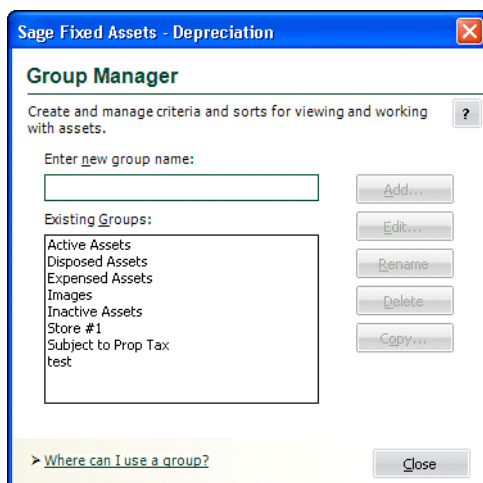 Sage Fixed Assets - Depreciation
Group Manager
Create and manage criteria and sorts for viewing and working
with assets.
?
Enter new group name:
Add...
Existing Groups:
Edit...
Active Assets
Disposed Assets
Expensed Assets
Rename
Images
Inactive Assets
Delete
Store #1
Subject to Prop Tax
Copy...
test
Where can I use a group?
Close